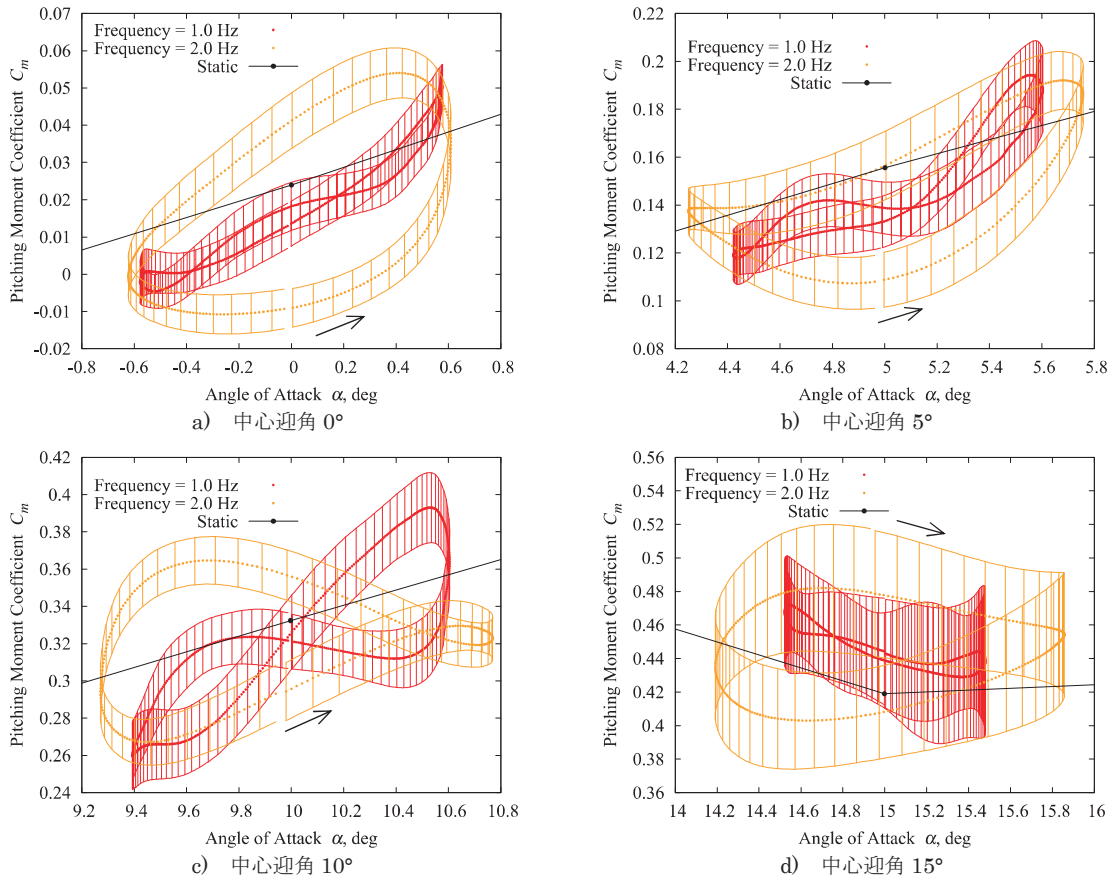 Frequency = 1.0 Hz
Frequency = 2.0 Hz
Static
Pitching Moment Coefficient Cm
0.07
0.06
0.05
0.04
0.03
0.02
0.01
0
-0.01
-0.02
-0.8 -0.6 -0.4 -0.2 0 0.2 0.4 0.6 0.8
Angle of Attack α, deg
a) 中心迎角 0°
Frequency = 1.0 Hz
Frequency = 2.0 Hz
Static
Pitching Moment Coefficient Cm
0.22
0.2
0.18
0.16
0.14
0.12
0.1
0.08
4.2 4.4 4.6 4.8 5 5.2 5.4 5.6 5.8
Angle of Attack α, deg
b) 中心迎角 5°
Frequency = 1.0 Hz
Frequency = 2.0 Hz
Static
Pitching Moment Coefficient Cm
0.42
0.4
0.38
0.36
0.34
0.32
0.3
0.28
0.26
0.24
9.2 9.4 9.6 9.8 10 10.2 10.4 10.6 10.8
Angle of Attack α, deg
c) 中心迎角 10°
Frequency = 1.0 Hz
Frequency = 2.0 Hz
Static
Pitching Moment Coefficient Cm
0.56
0.54
0.52
0.5
0.48
0.46
0.44
0.42
0.4
0.38
0.36
14 14.2 14.4 14.6 14.8 15 15.2 15.4 15.6 15.8 16
Angle of Attack α, deg
d) 中心迎角 15°